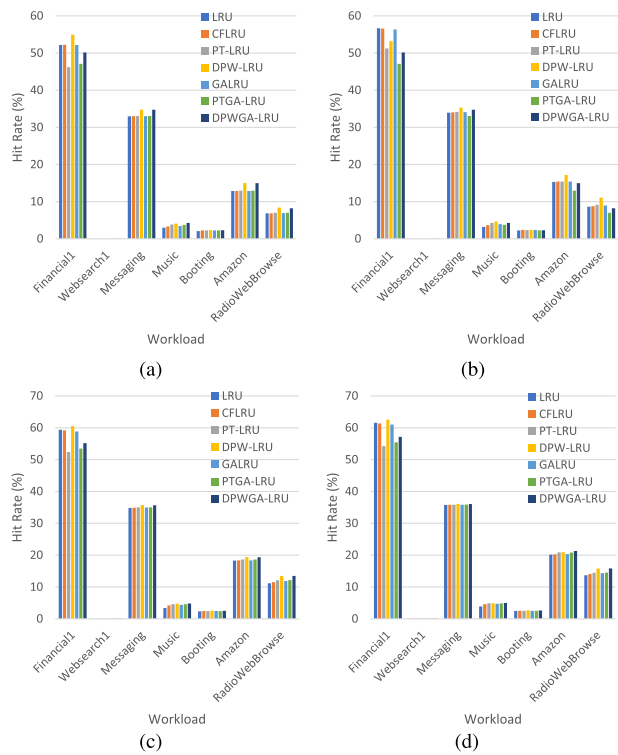 60
50
40
30
20
10
0
Hit Rate (%)
LRU
CFLRU
PT-LRU
DPW-LRU
GALRU
PTGA-LRU
DPWGA-LRU
Financial1
Websearch1
Messaging
Music
Booting
Amazon
RadioWebBrowse
Workload
(a)
60
50
40
30
20
10
0
Hit Rate (%)
LRU
CFLRU
PT-LRU
DPW-LRU
GALRU
PTGA-LRU
DPWGA-LRU
Financial1
Websearch1
Messaging
Music
Booting
Amazon
RadioWebBrowse
Workload
(b)
70
60
50
40
30
20
10
0
Hit Rate (%)
LRU
CFLRU
PT-LRU
DPW-LRU
GALRU
PTGA-LRU
DPWGA-LRU
Financial1
Websearch1
Messaging
Music
Booting
Amazon
RadioWebBrowse
Workload
(c)
70
60
50
40
30
20
10
0
Hit Rate (%)
LRU
CFLRU
PT-LRU
DPW-LRU
GALRU
PTGA-LRU
DPWGA-LRU
Financial1
Websearch1
Messaging
Music
Booting
Amazon
RadioWebBrowse
Workload
(d)